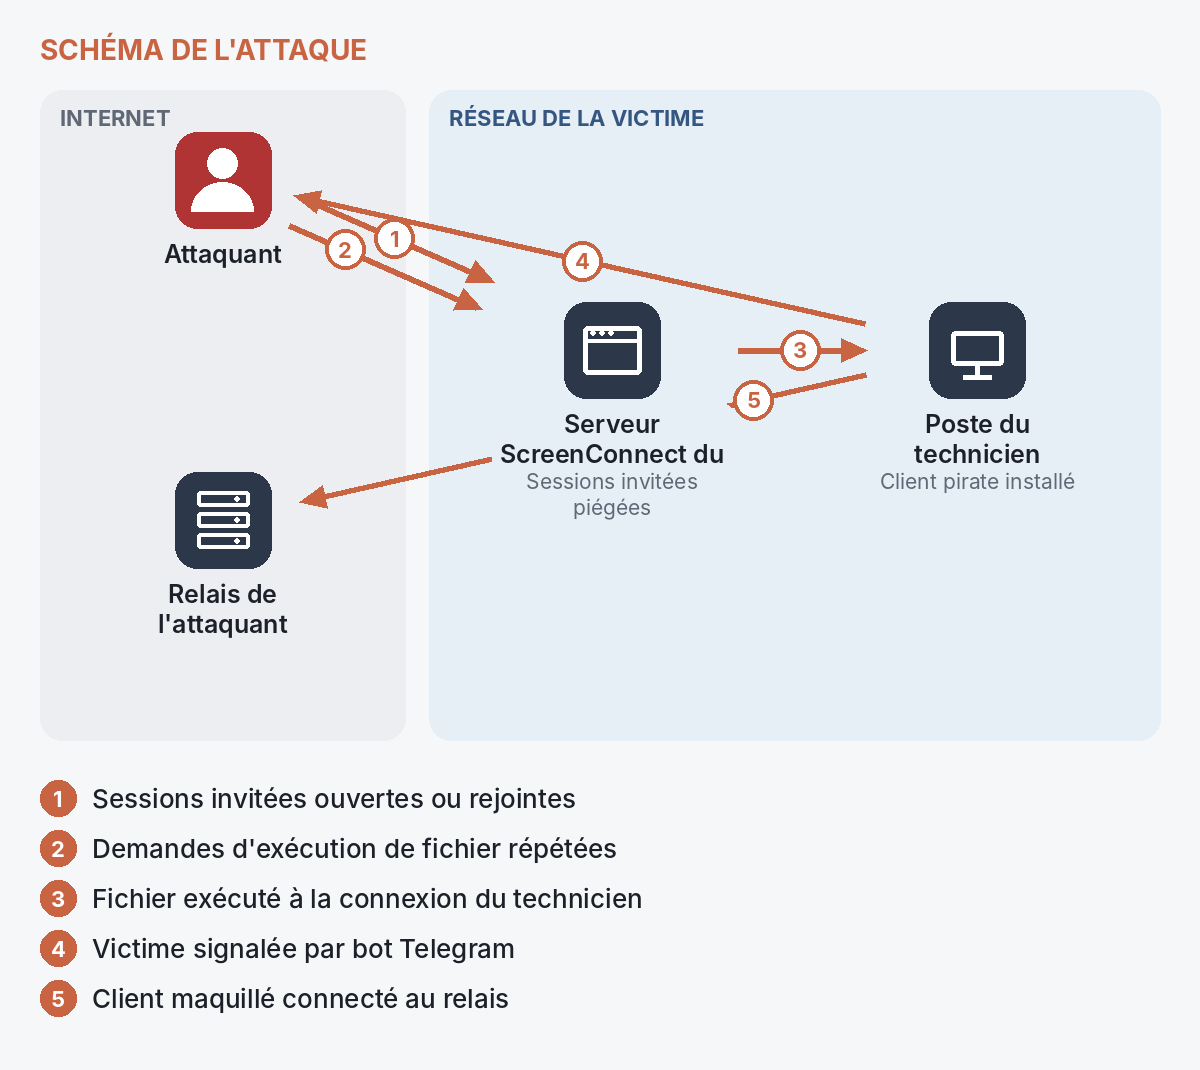 SCHÉMA DE L'ATTAQUE
INTERNET
RÉSEAU DE LA VICTIME
Attaquant
1
2
4
3
5
Serveur
ScreenConnect du
Sessions invitées
piégées
Poste du
technicien
Client pirate installé
Relais de
l'attaquant
1 Sessions invitées ouvertes ou rejointes
2 Demandes d'exécution de fichier répétées
3 Fichier exécuté à la connexion du technicien
4 Victime signalée par bot Telegram
5 Client maquillé connecté au relais